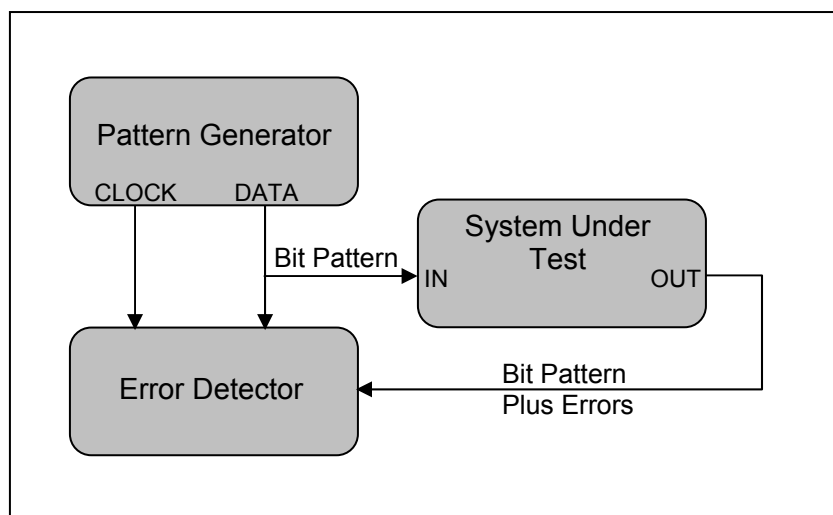 Pattern Generator
CLOCK
DATA
System Under
Test
Bit Pattern
IN
OUT
Error Detector
Bit Pattern
Plus Errors